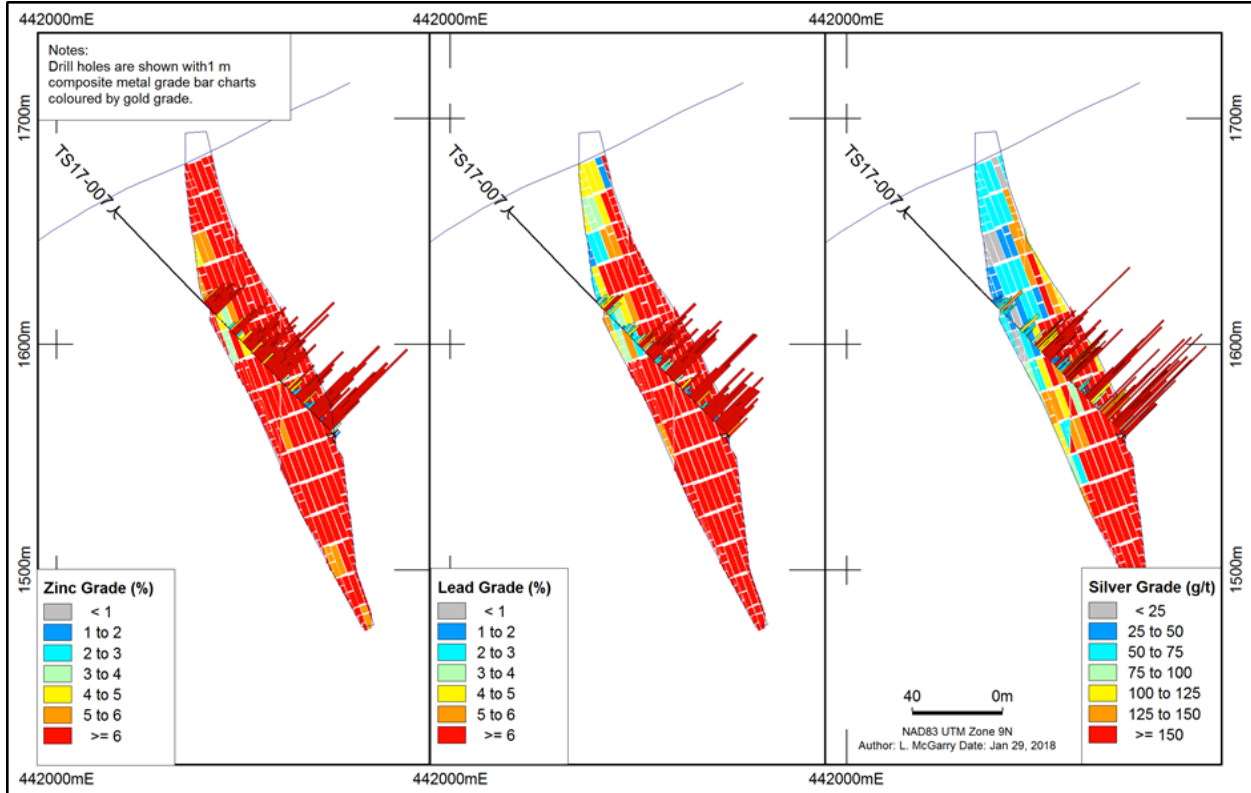 442000mE
442000mE
442000mE
Notes:
Drill holes are shown with1 m
composite metal grade bar charts
coloured by gold grade.
1700m
1700m
TS17-007
TS17-007
TS17-007
1600m
1600m
1500m
1500m
Zinc Grade (%)
< 1
1 to 2
2 to 3
3 to 4
4 to 5
5 to 6
>= 6
Lead Grade (%)
< 1
1 to 2
2 to 3
3 to 4
4 to 5
5 to 6
>= 6
40 0m
NAD83 UTM Zone 9N
Author: L. McGarry Date: Jan 29, 2018
Silver Grade (g/t)
< 25
25 to 50
50 to 75
75 to 100
100 to 125
125 to 150
>= 150
442000mE
442000mE
442000mE